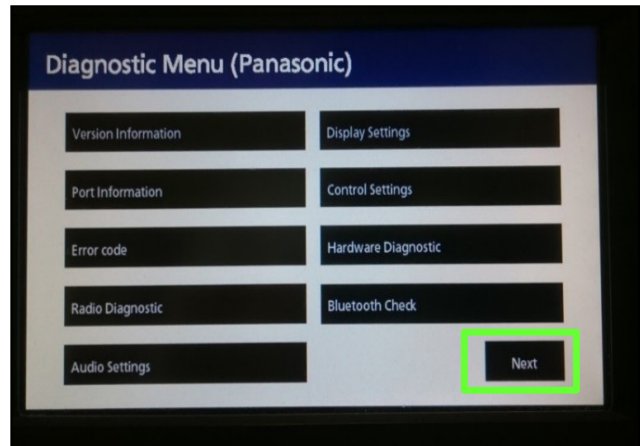 Diagnostic Menu (Panasonic)
Version Information
Display Settings
Port Information
Control Settings
Error code
Hardware Diagnostic
Radio Diagnostic
Bluetooth Check
Audio Settings
Next